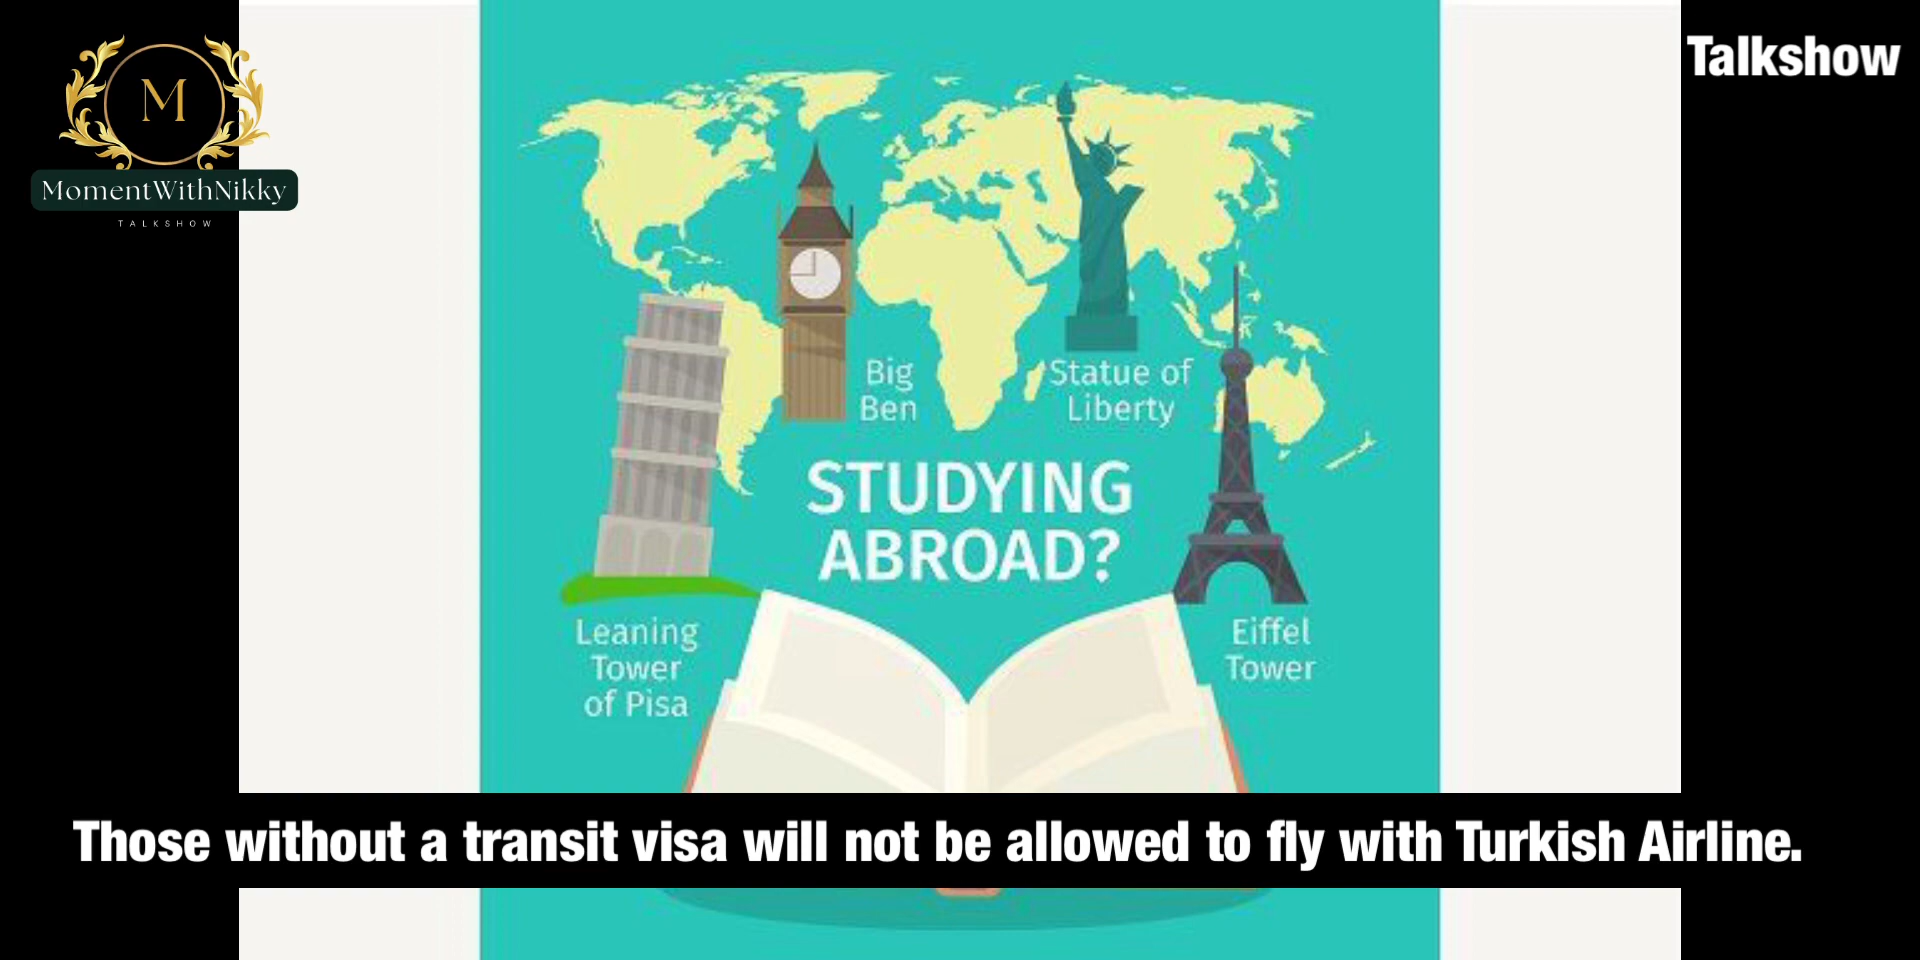 M
MomentWithNikky
TALKSHOW
Talkshow
Big
Ben
Statue of
Liberty
STUDYING
ABROAD?
Leaning
Tower
of Pisa
Eiffel
Tower
Those without a transit visa will not be allowed to fly with Turkish Airline.